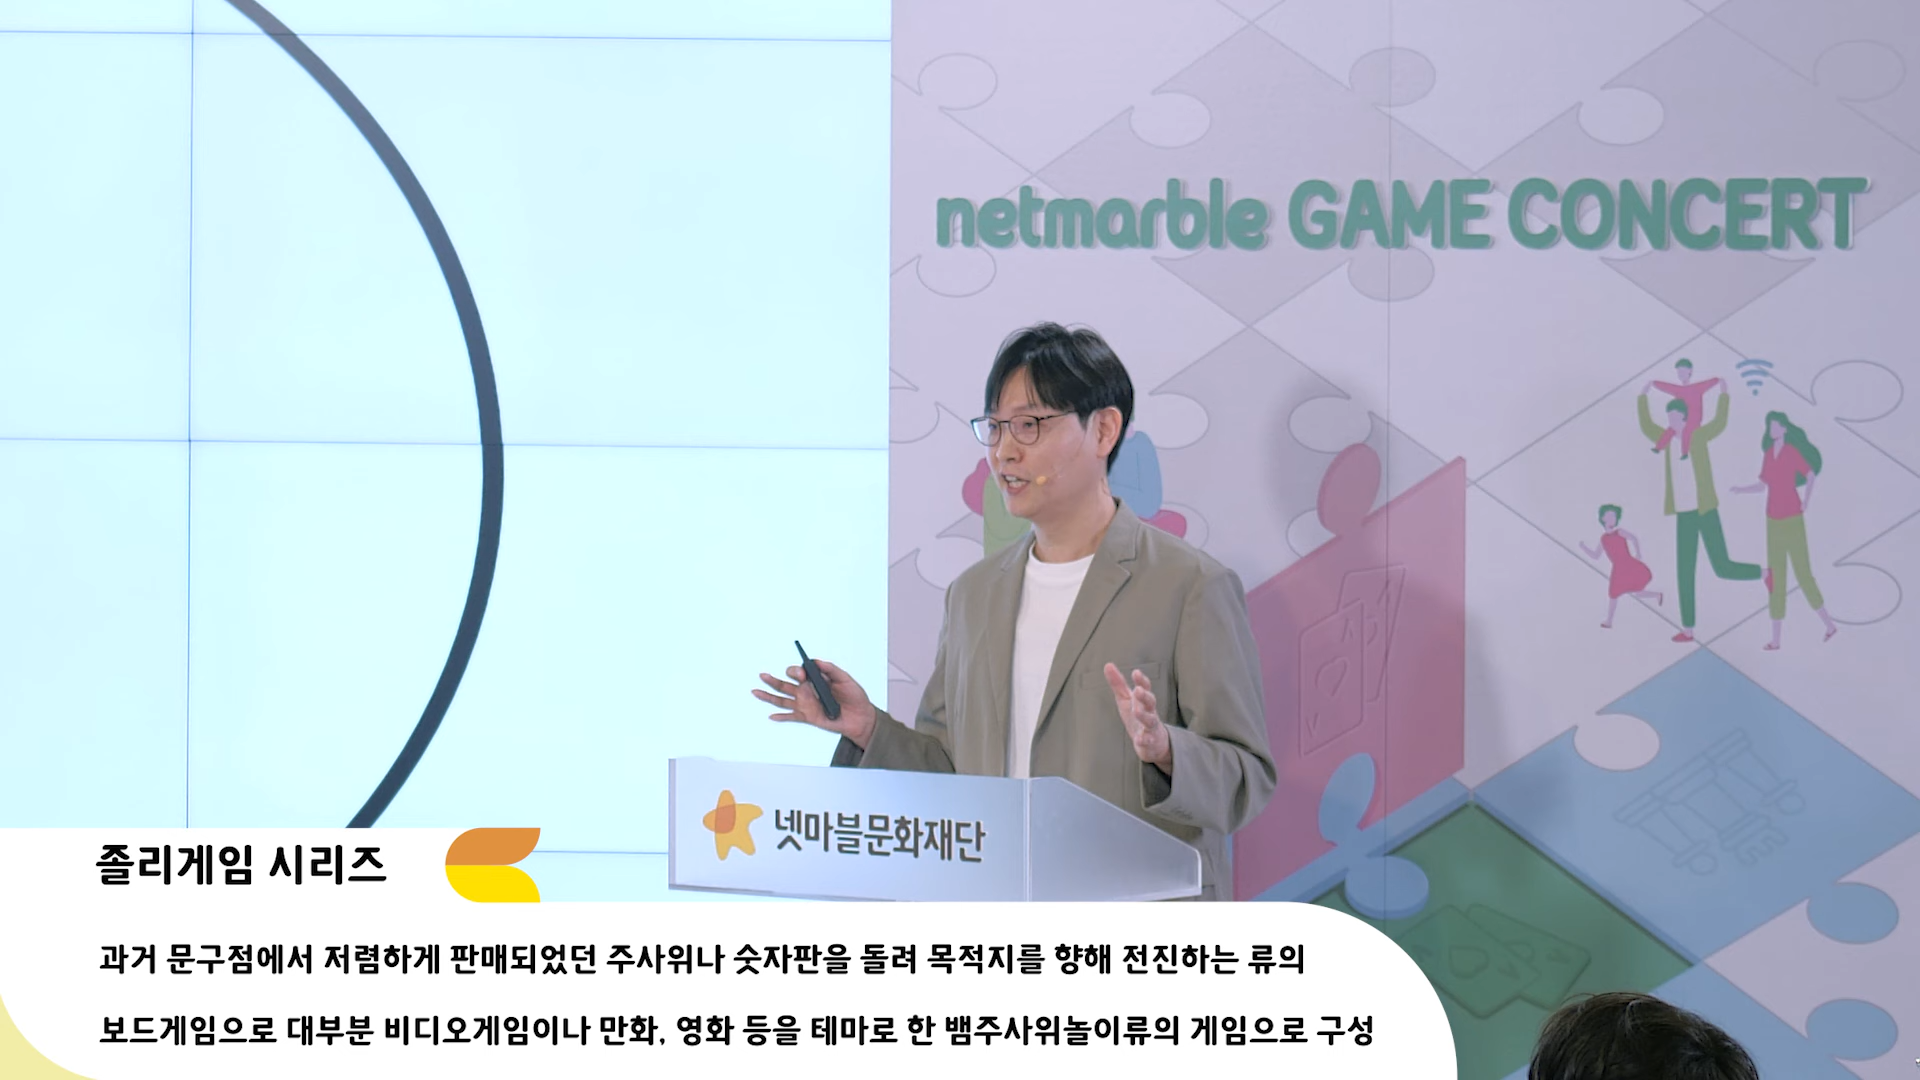 netmarble GAME CONCERT
넷마블문화재단
졸리게임 시리즈
과거 문구점에서 저렴하게 판매되었던 주사위나 숫자판을 돌려 목적지를 향해 전진하는 류의
보드게임으로 대부분 비디오게임이나 만화, 영화 등을 테마로 한 뱀주사위놀이류의 게임으로 구성